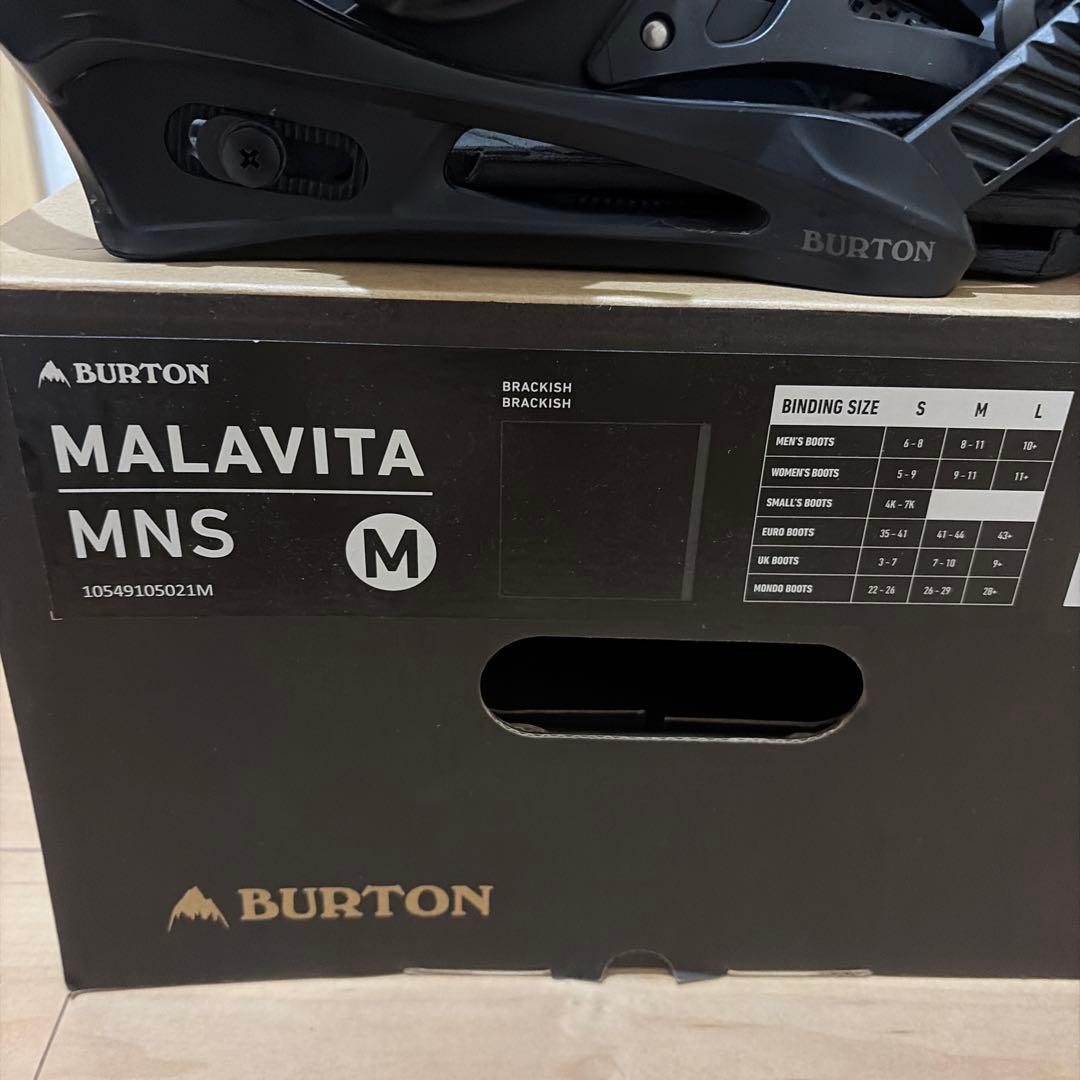 BURTON
BURTON
MALAVITA
MNS M
10549105021M
BRACKISH
BRACKISH
BINDING SIZE S M L
MEN'S BOOTS 6 - 8 8 - 11 10+
WOMEN'S BOOTS 5 - 9 9 - 11 11+
SMALL'S BOOTS 4K - 7K
EURO BOOTS 35 - 41 41 - 44 43+
UK BOOTS 3 - 7 7 - 10 9+
MONDO BOOTS 22 - 26 26 - 29 28+
BURTON